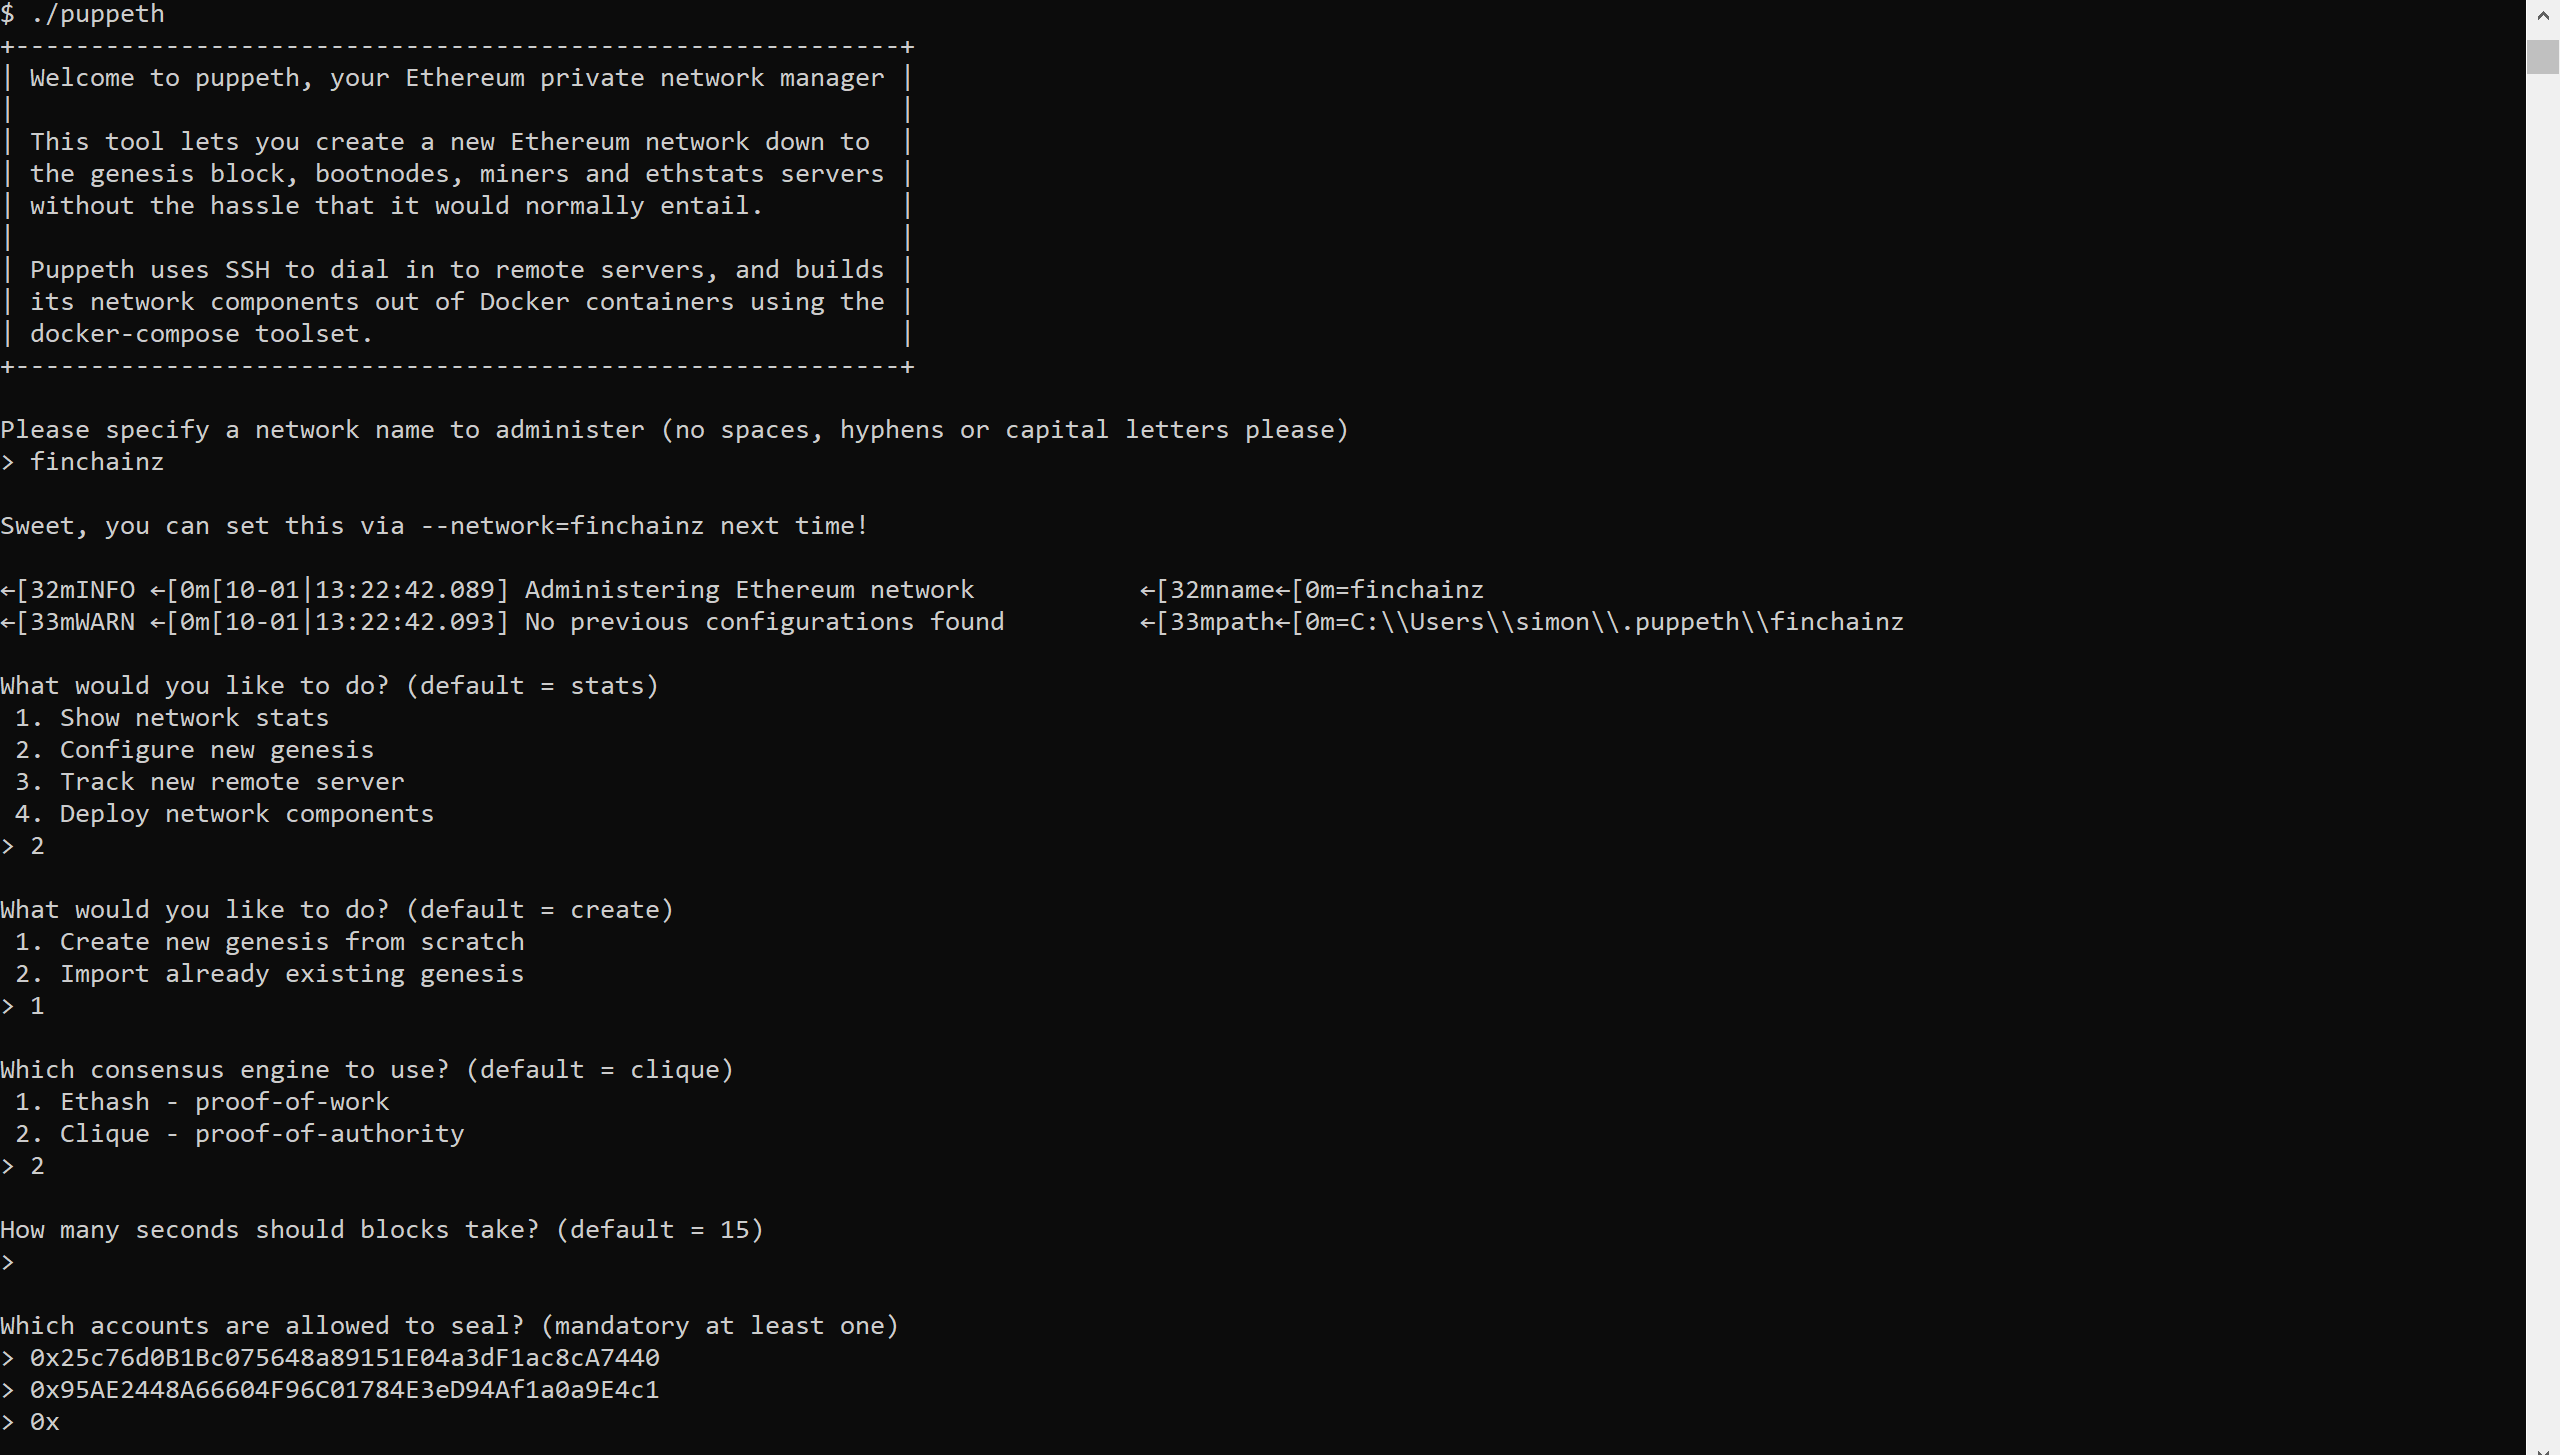 $ ./puppeth
+-----------------------------------------------------------+
| Welcome to puppeth, your Ethereum private network manager |
|                                                           |
| This tool lets you create a new Ethereum network down to  |
| the genesis block, bootnodes, miners and ethstats servers |
| without the hassle that it would normally entail.         |
|                                                           |
| Puppeth uses SSH to dial in to remote servers, and builds |
| its network components out of Docker containers using the |
| docker-compose toolset.                                   |
+-----------------------------------------------------------+
Please specify a network name to administer (no spaces, hyphens or capital letters please)
> finchainz
Sweet, you can set this via --network=finchainz next time!
←[32mINFO ←[0m[10-01|13:22:42.089] Administering Ethereum network           ←[32mname←[0m=finchainz
←[33mWARN ←[0m[10-01|13:22:42.093] No previous configurations found         ←[33mpath←[0m=C:\\Users\\simon\\.puppeth\\finchainz
What would you like to do? (default = stats)
 1. Show network stats
 2. Configure new genesis
 3. Track new remote server
 4. Deploy network components
> 2
What would you like to do? (default = create)
 1. Create new genesis from scratch
 2. Import already existing genesis
> 1
Which consensus engine to use? (default = clique)
 1. Ethash - proof-of-work
 2. Clique - proof-of-authority
> 2
How many seconds should blocks take? (default = 15)
>
Which accounts are allowed to seal? (mandatory at least one)
> 0x25c76d0B1Bc075648a89151E04a3dF1ac8cA7440
> 0x95AE2448A66604F96C01784E3eD94Af1a0a9E4c1
> 0x